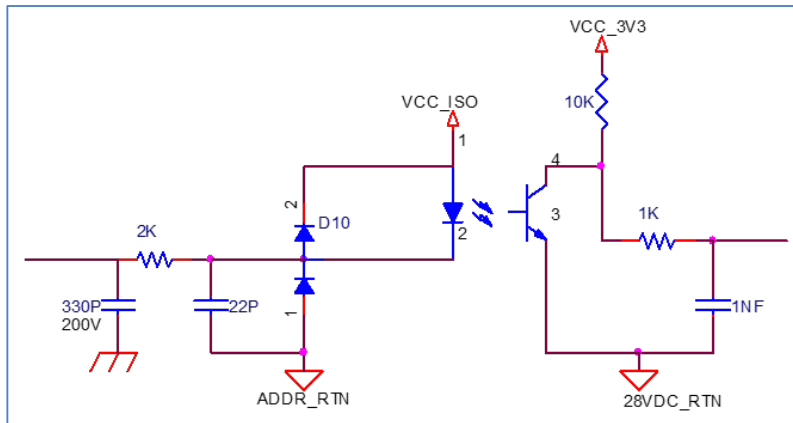 VCC_3V3
10K
VCC_ISO
1
4
2
D10
3
1K
2
2K
330P
200V
22P
1
1NF
ADDR_RTN
28VDC_RTN